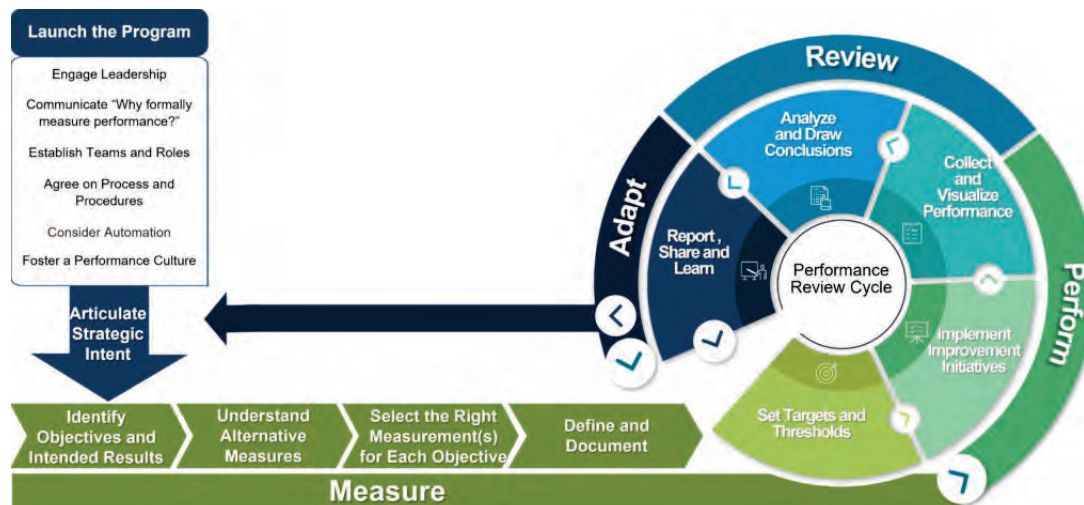 Launch the Program
Engage Leadership
Communicate “Why formally
measure performance?”
Establish Teams and Roles
Agree on Process and
Procedures
Consider Automation
Foster a Performance Culture
Articulate
Strategic
Intent
Identify
Objectives and
Intended Results
Understand
Alternative
Measures
Select the Right
Measurement(s)
for Each Objective
Define and
Document
Measure
Set Targets and
Thresholds
Implement
Improvement
Initiatives
Perform
Collect
and
Visualize
Performance
Review
Analyze
and Draw
Conclusions
Adapt
Report ,
Share and
Learn
Performance
Review Cycle